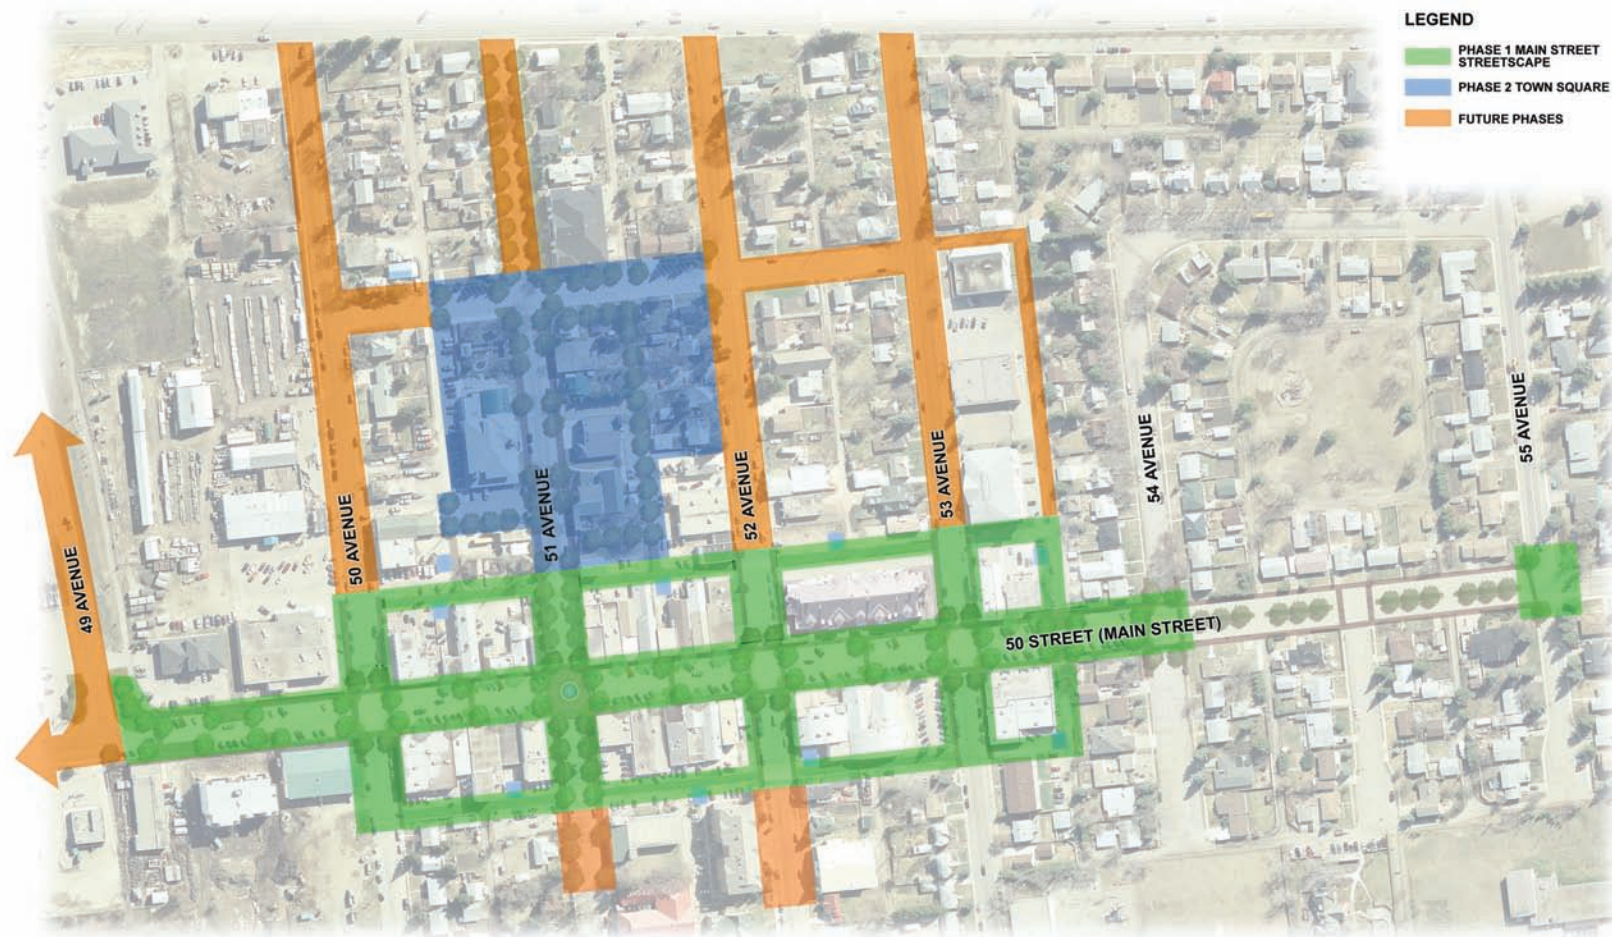 LEGEND
PHASE 1 MAIN STREET
STREETSCAPE
PHASE 2 TOWN SQUARE
FUTURE PHASES
49 AVENUE
50 AVENUE
51 AVENUE
52 AVENUE
53 AVENUE
54 AVENUE
55 AVENUE
50 STREET (MAIN STREET)